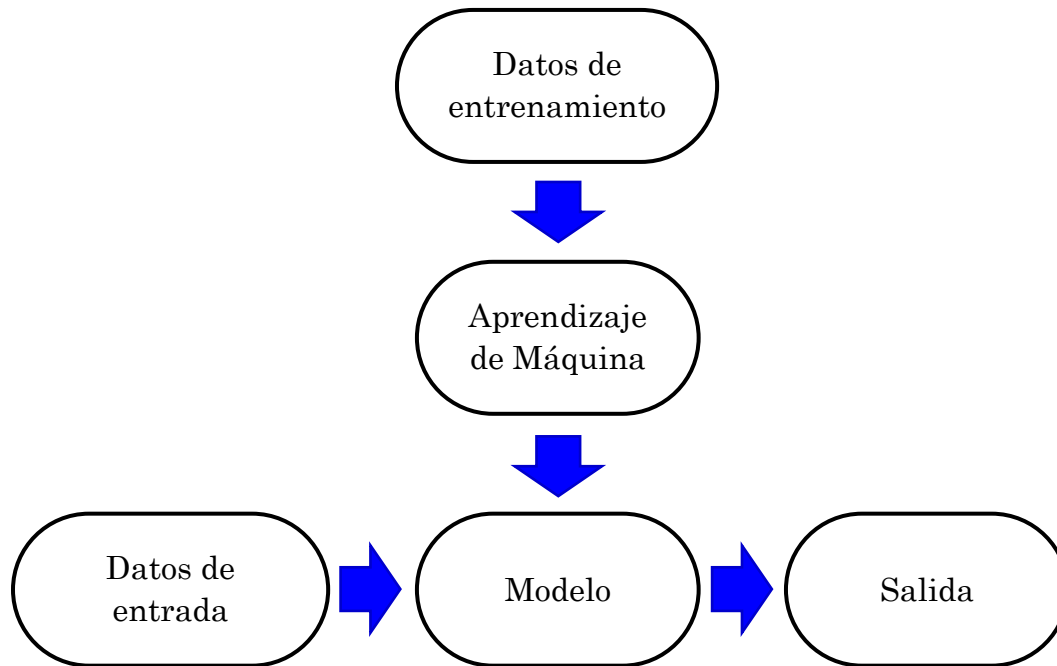 Datos de
entrenamiento
Aprendizaje
de Máquina
Datos de
entrada
Modelo
Salida